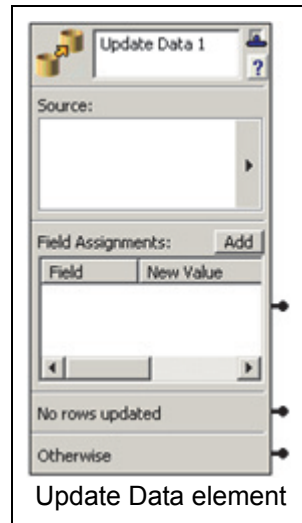 Update Data 1
?
Source:
Field Assignments: Add
Field New Value
No rows updated
Otherwise
Update Data element